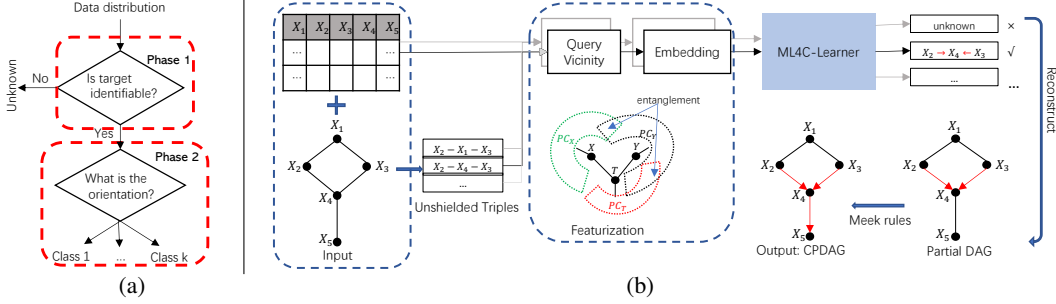 Data distribution
Phase 1
Is target
identifiable?
No
Unknown
Yes
Phase 2
What is the
orientation?
Class 1 ... Class k
(a)
X1 X2 X3 X4 X5
... ...
... ...
+
X1
X2 X3
X4
X5
Input
X2 − X1 − X3
X2 − X4 − X3
...
Unshielded Triples
Query
Vicinity
Embedding
entanglement
PCX PCY
X Y
T
PCT
Featurization
ML4C-Learner
unknown ×
X2 → X4 ← X3 √
... ...
Reconstruct
X1
X2 X3
X4
X5
Output: CPDAG
Meek rules
X1
X2 X3
X4
X5
Partial DAG
(b)